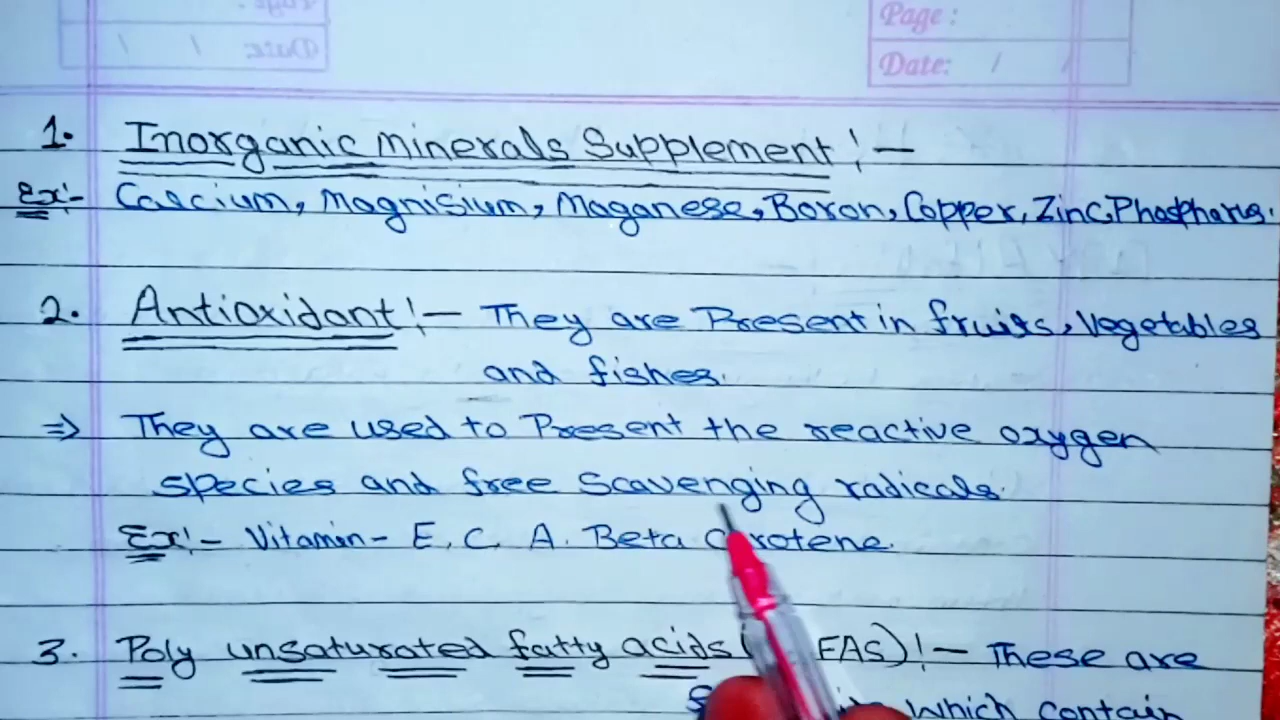 Page :
Date: / /
1. Inorganic minerals Supplement :-
Ex:- Calcium, Magnisium, Maganese, Boron, Copper, Zinc, Phospharus.
2. Antioxidant :- They are Present in fruits, Vegetables
and fishes.
⇒ They are used to Present the reactive oxygen
species and free scavenging radicals.
Ex:- Vitamin - E, C, A. Beta
3. Poly unsaturated fatty acids ( FAS) :- These are
which contain